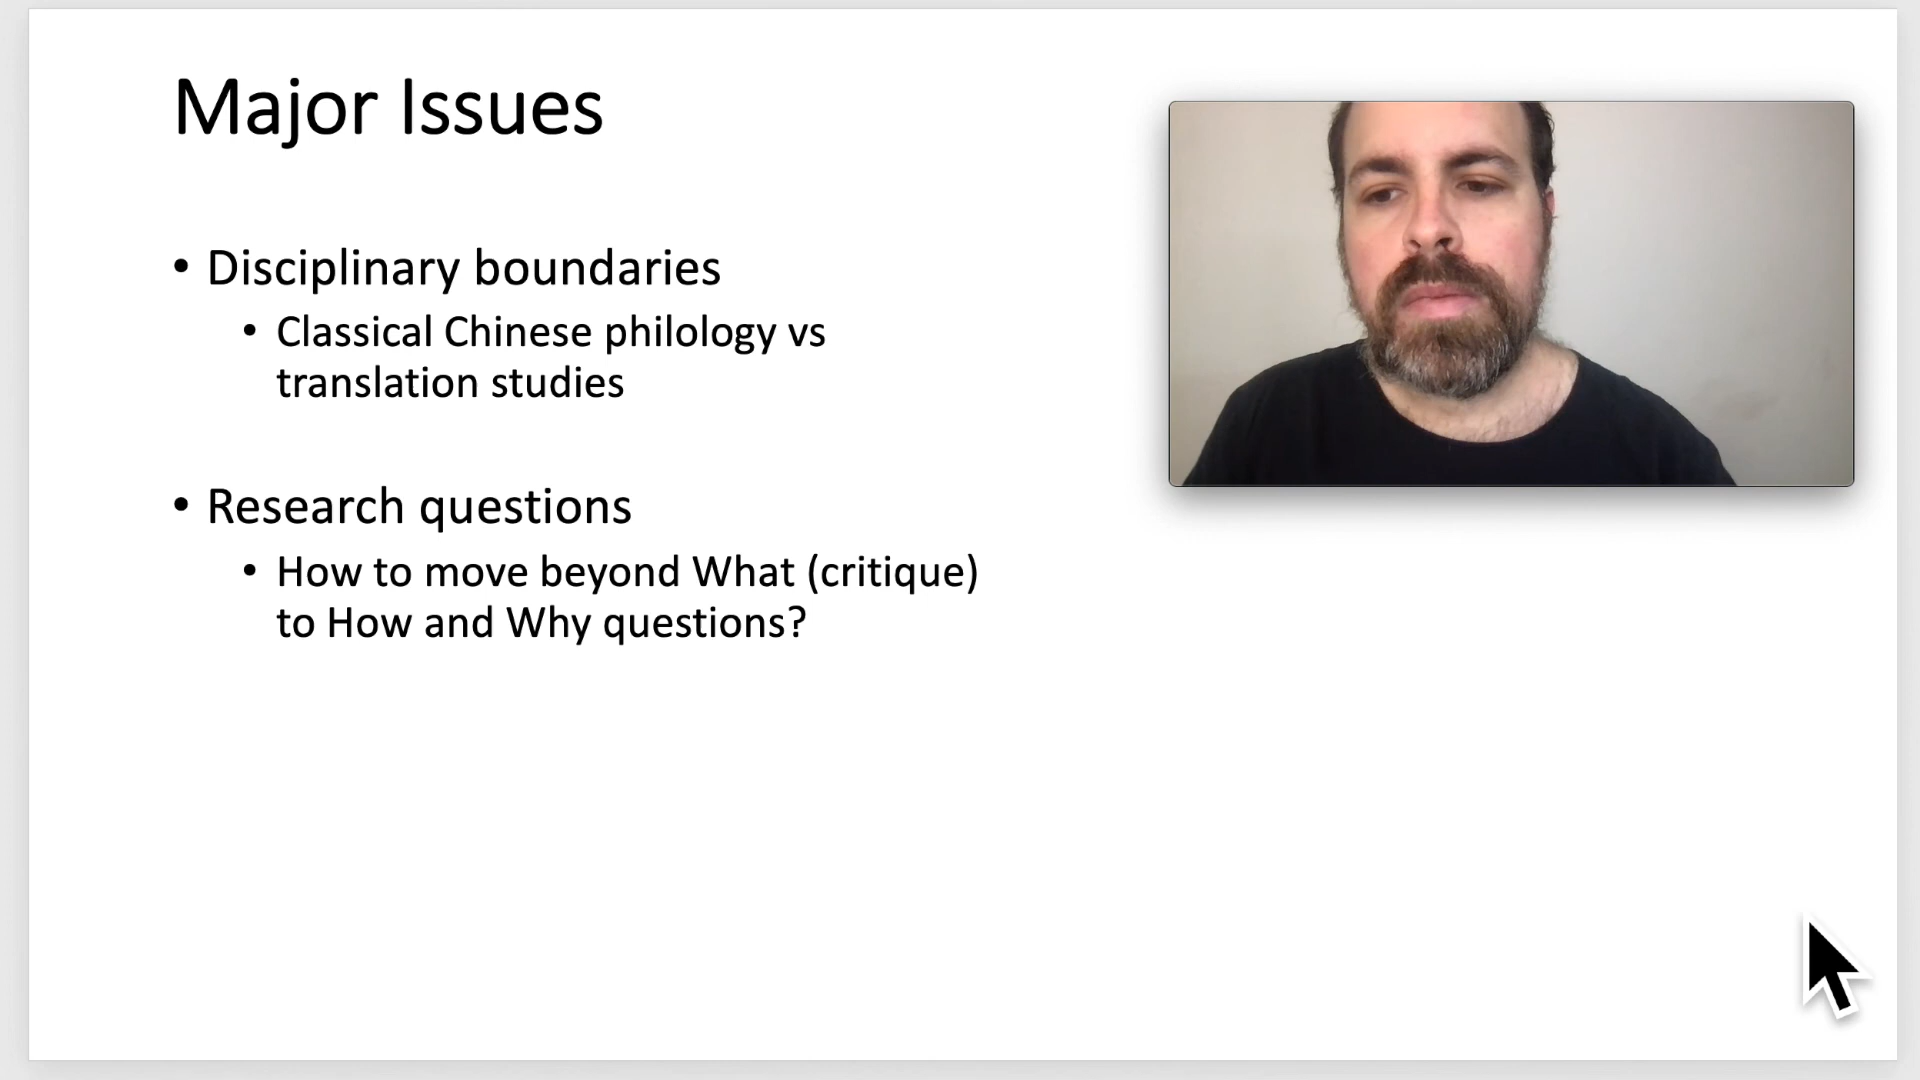 Major Issues
• Disciplinary boundaries
• Classical Chinese philology vs
translation studies
• Research questions
• How to move beyond What (critique)
to How and Why questions?